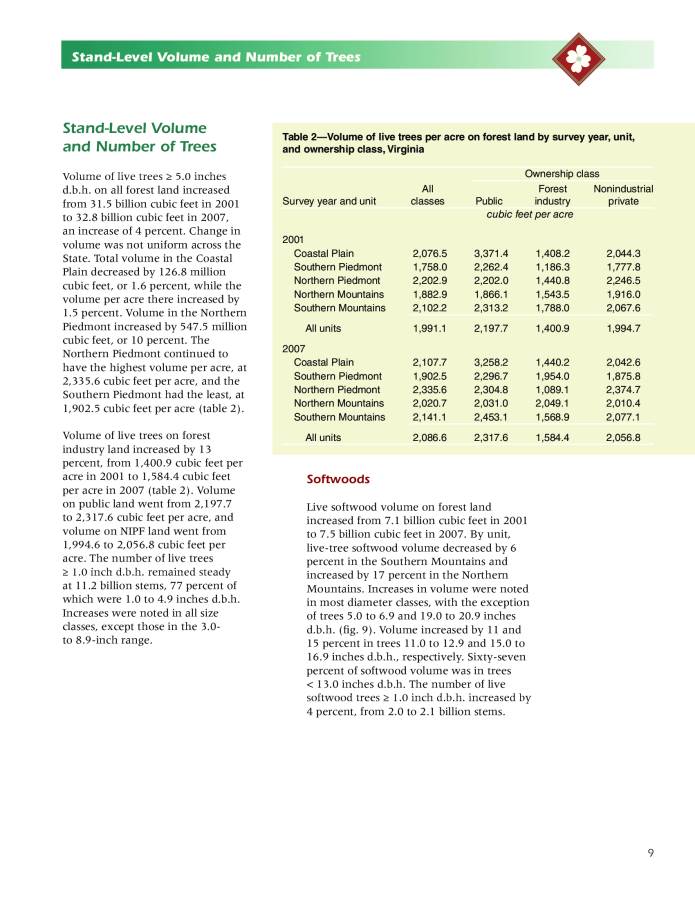 Stand-Level Volume and Number of Trees
Stand-Level Volume
and Number of Trees
Volume of live trees ≥ 5.0 inches
d.b.h. on all forest land increased
from 31.5 billion cubic feet in 2001
to 32.8 billion cubic feet in 2007,
an increase of 4 percent. Change in
volume was not uniform across the
State. Total volume in the Coastal
Plain decreased by 126.8 million
cubic feet, or 1.6 percent, while the
volume per acre there increased by
1.5 percent. Volume in the Northern
Piedmont increased by 547.5 million
cubic feet, or 10 percent. The
Northern Piedmont continued to
have the highest volume per acre, at
2,335.6 cubic feet per acre, and the
Southern Piedmont had the least, at
1,902.5 cubic feet per acre (table 2).
Volume of live trees on forest
industry land increased by 13
percent, from 1,400.9 cubic feet per
acre in 2001 to 1,584.4 cubic feet
per acre in 2007 (table 2). Volume
on public land went from 2,197.7
to 2,317.6 cubic feet per acre, and
volume on NIPF land went from
1,994.6 to 2,056.8 cubic feet per
acre. The number of live trees
≥ 1.0 inch d.b.h. remained steady
at 11.2 billion stems, 77 percent of
which were 1.0 to 4.9 inches d.b.h.
Increases were noted in all size
classes, except those in the 3.0-
to 8.9-inch range.
Table 2—Volume of live trees per acre on forest land by survey year, unit,
and ownership class, Virginia
Ownership class
All Forest Nonindustrial
Survey year and unit classes Public industry private
cubic feet per acre
2001
Coastal Plain 2,076.5 3,371.4 1,408.2 2,044.3
Southern Piedmont 1,758.0 2,262.4 1,186.3 1,777.8
Northern Piedmont 2,202.9 2,202.0 1,440.8 2,246.5
Northern Mountains 1,882.9 1,866.1 1,543.5 1,916.0
Southern Mountains 2,102.2 2,313.2 1,788.0 2,067.6
All units 1,991.1 2,197.7 1,400.9 1,994.7
2007
Coastal Plain 2,107.7 3,258.2 1,440.2 2,042.6
Southern Piedmont 1,902.5 2,296.7 1,954.0 1,875.8
Northern Piedmont 2,335.6 2,304.8 1,089.1 2,374.7
Northern Mountains 2,020.7 2,031.0 2,049.1 2,010.4
Southern Mountains 2,141.1 2,453.1 1,568.9 2,077.1
All units 2,086.6 2,317.6 1,584.4 2,056.8
Softwoods
Live softwood volume on forest land
increased from 7.1 billion cubic feet in 2001
to 7.5 billion cubic feet in 2007. By unit,
live-tree softwood volume decreased by 6
percent in the Southern Mountains and
increased by 17 percent in the Northern
Mountains. Increases in volume were noted
in most diameter classes, with the exception
of trees 5.0 to 6.9 and 19.0 to 20.9 inches
d.b.h. (fig. 9). Volume increased by 11 and
15 percent in trees 11.0 to 12.9 and 15.0 to
16.9 inches d.b.h., respectively. Sixty-seven
percent of softwood volume was in trees
< 13.0 inches d.b.h. The number of live
softwood trees ≥ 1.0 inch d.b.h. increased by
4 percent, from 2.0 to 2.1 billion stems.
9